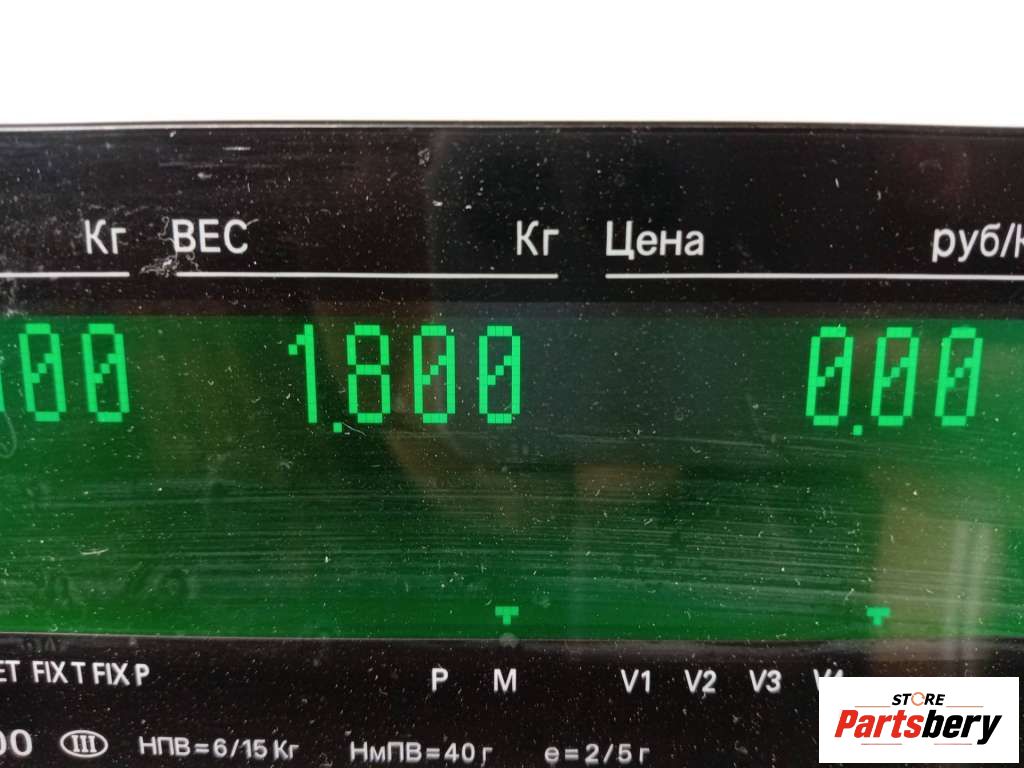 Кг ВЕС Кг Цена руб/К
00 1.800 0.00
ET FIX T FIX P P M V1 V2 V3 V4
00 III НПВ=6/15 Кг НмПВ=40 г е=2/5 г
STORE
Partsbery